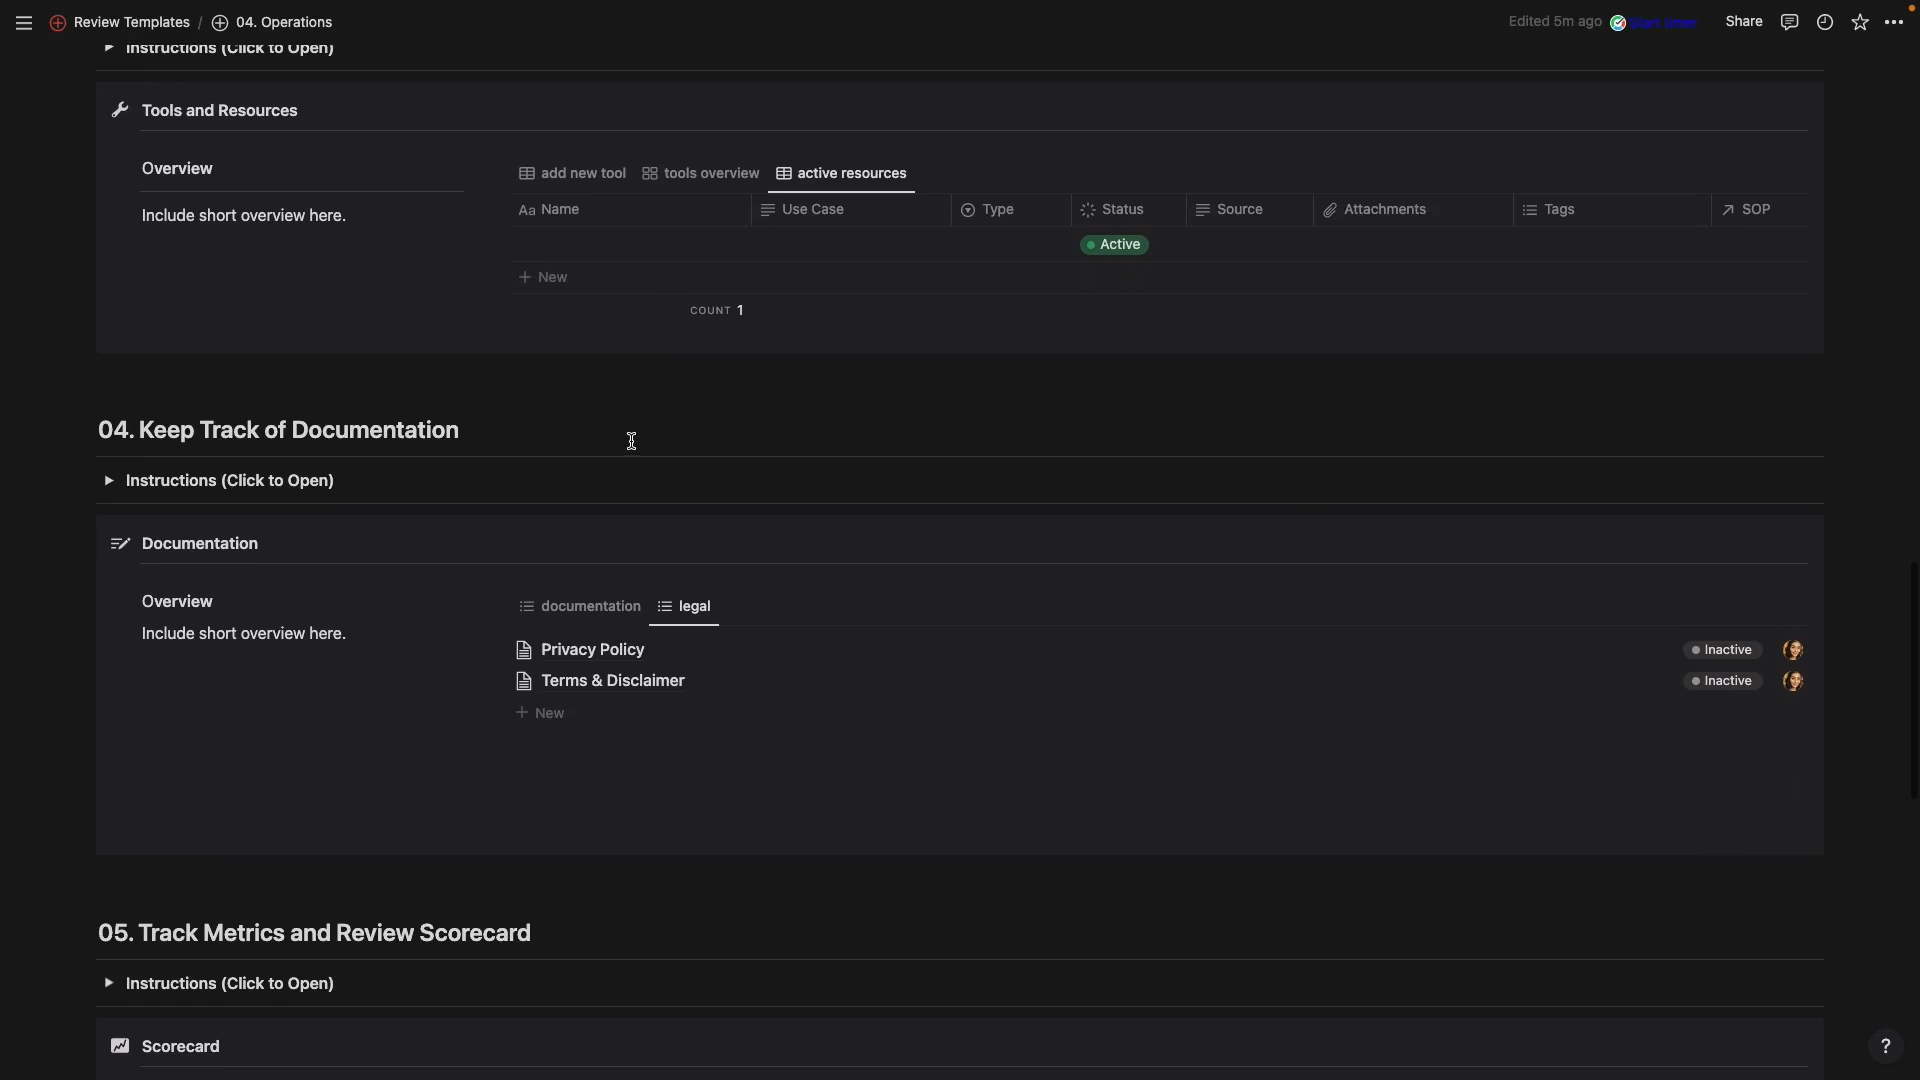 Review Templates / 04. Operations
Edited 5m ago
Share
Instructions (Click to Open)
Tools and Resources
Overview
Include short overview here.
add new tool tools overview active resources
Aa Name Use Case Type Status Source Attachments Tags SOP
Active
+ New
COUNT 1
04. Keep Track of Documentation
Instructions (Click to Open)
Documentation
Overview
Include short overview here.
documentation legal
Privacy Policy Inactive
Terms & Disclaimer Inactive
+ New
05. Track Metrics and Review Scorecard
Instructions (Click to Open)
Scorecard
?